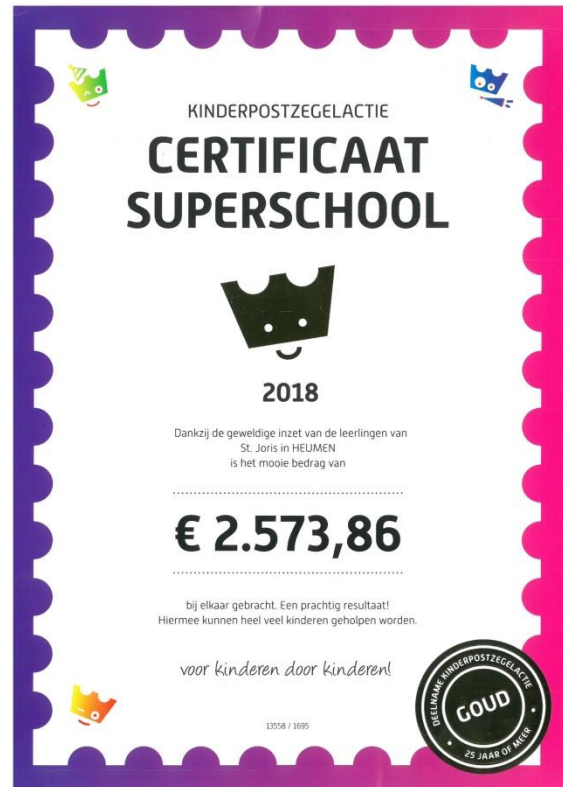 KINDERPOSTZEGELACTIE
CERTIFICAAT
SUPERSCHOOL
2018
Dankzij de geweldige inzet van de leerlingen van
St. Joris in HEUMEN
is het mooie bedrag van
€ 2.573,86
bij elkaar gebracht. Een prachtig resultaat!
Hiermee kunnen heel veel kinderen geholpen worden.
voor kinderen door kinderen!
13558 / 1695
DEELNAME KINDERPOSTZEGELACTIE
GOUD
25 JAAR OF MEER